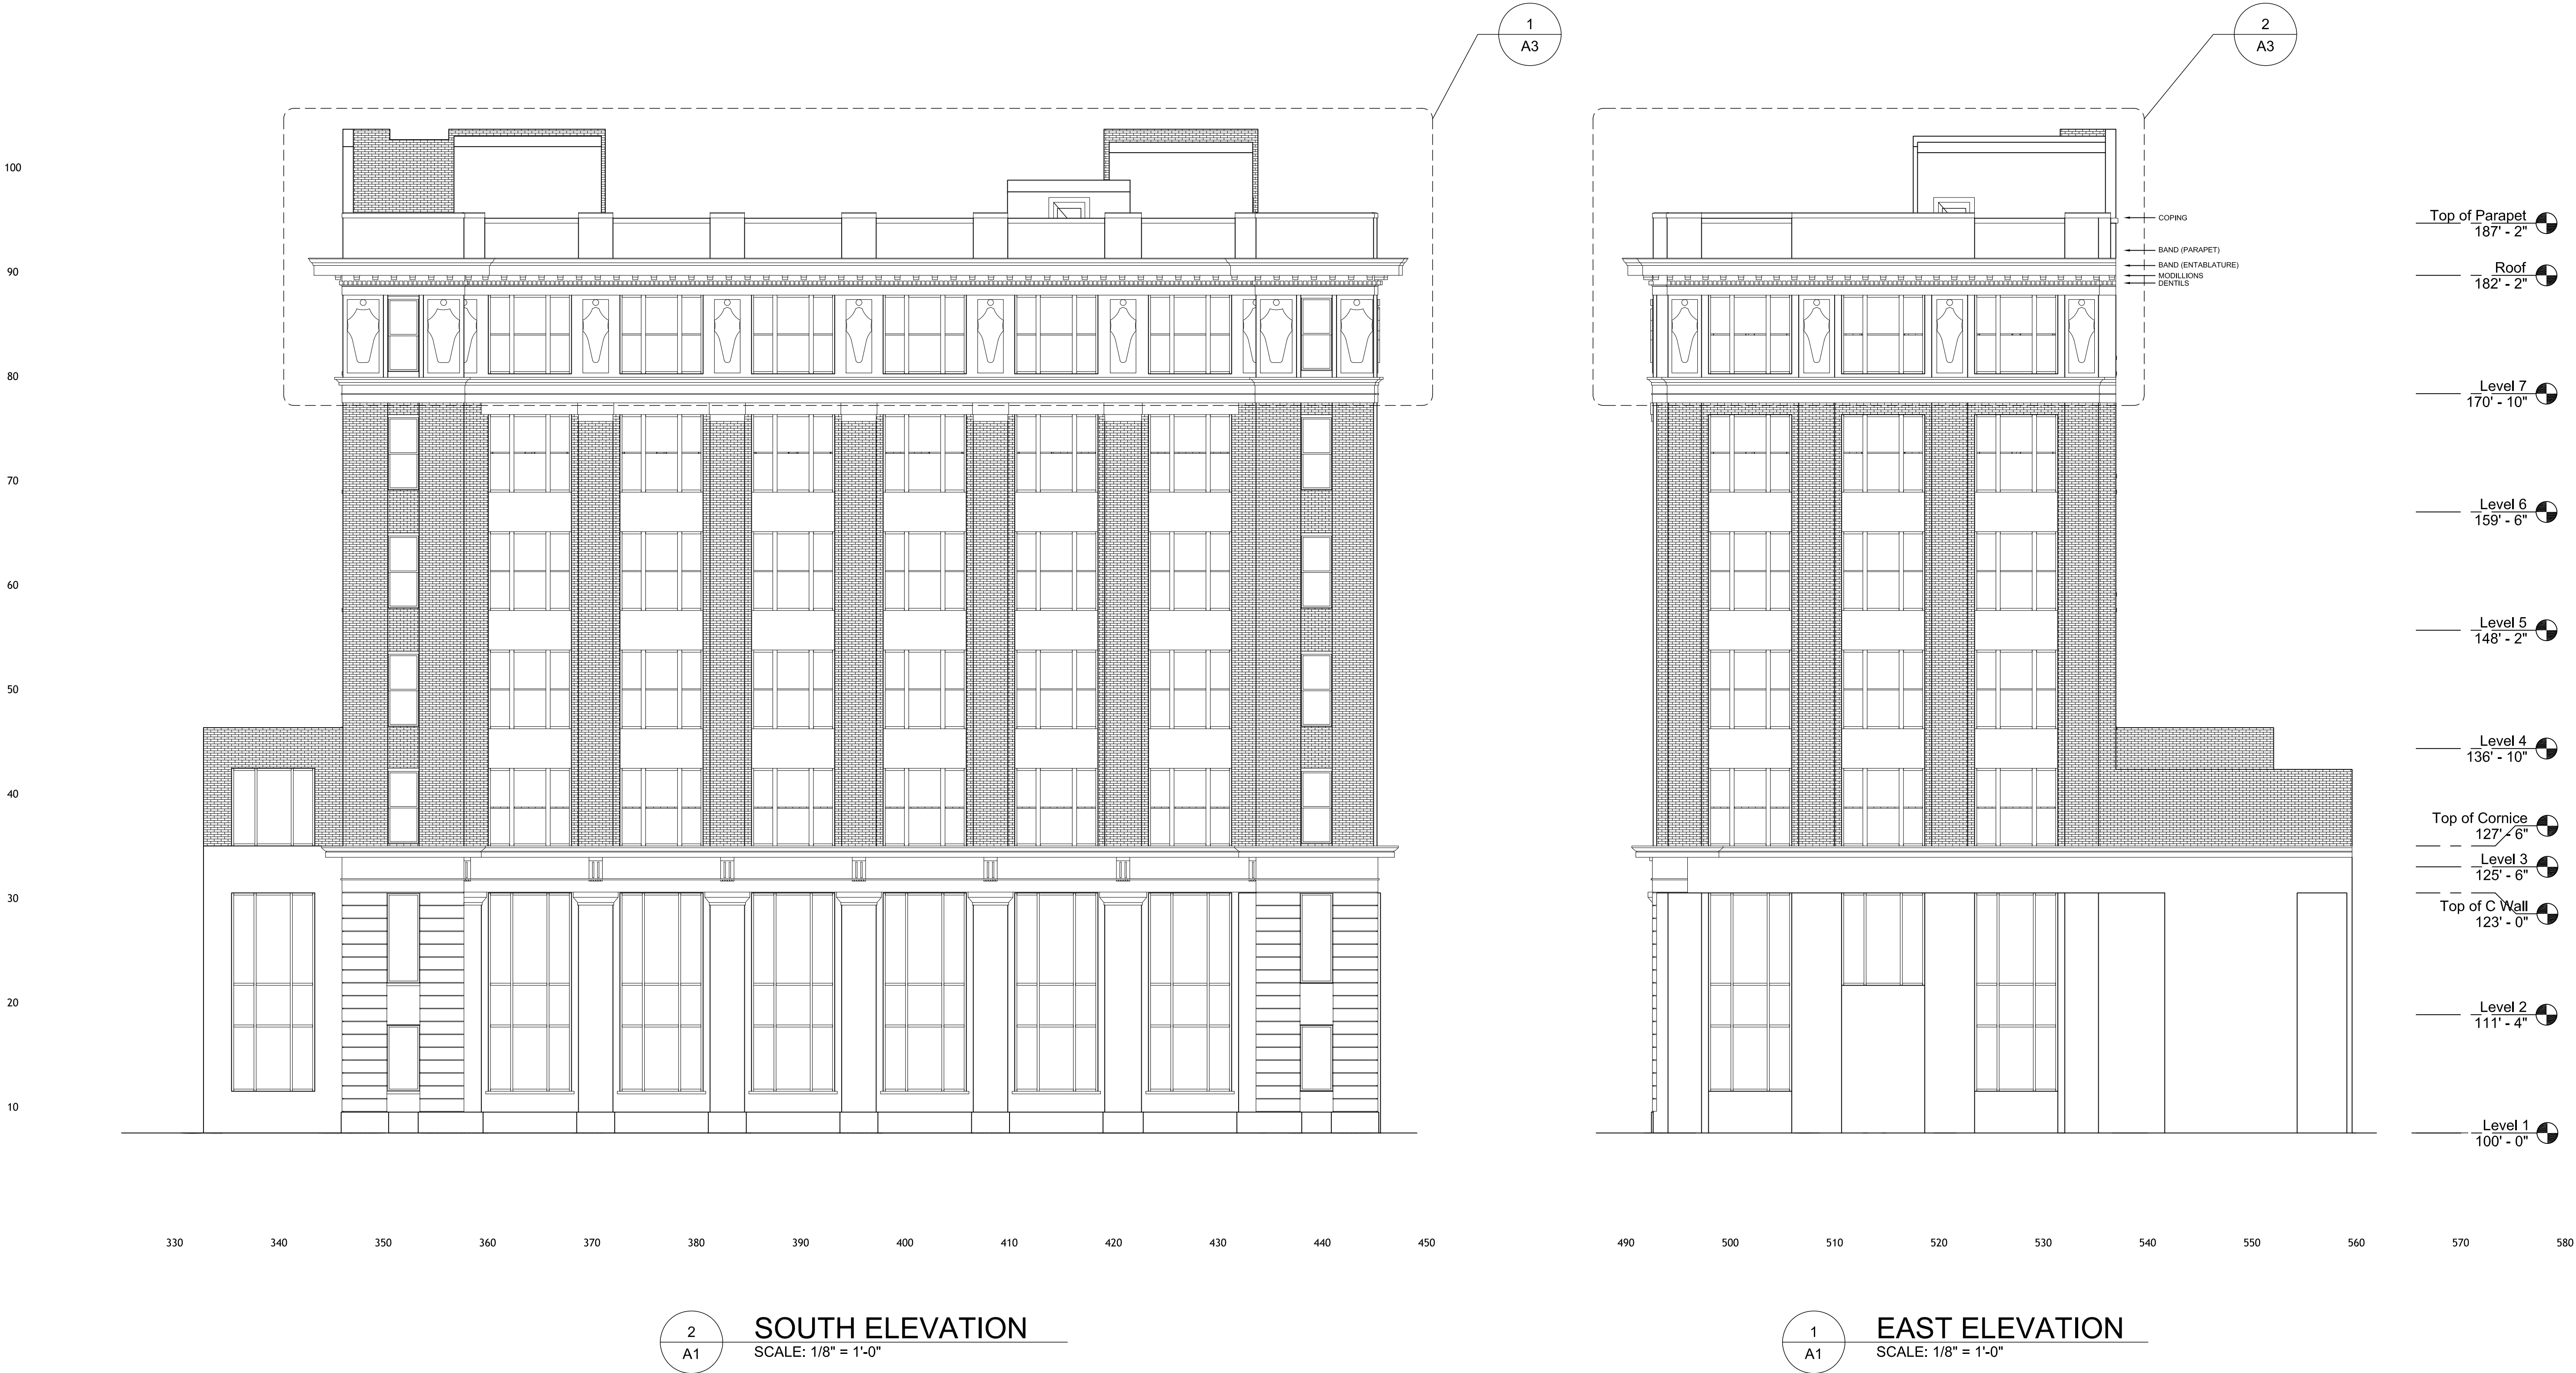 1
A3
2
A3
100
90
80
70
60
50
40
30
20
10
COPING
BAND (PARAPET)
BAND (ENTABLATURE)
MODILLIONS
DENTILS
Top of Parapet
187' - 2"
Roof
182' - 2"
Level 7
170' - 10"
Level 6
159' - 6"
Level 5
148' - 2"
Level 4
136' - 10"
Top of Cornice
127' - 6"
Level 3
125' - 6"
Top of C Wall
123' - 0"
Level 2
111' - 4"
Level 1
100' - 0"
330 340 350 360 370 380 390 400 410 420 430 440 450 490 500 510 520 530 540 550 560 570 580
2
A1
SOUTH ELEVATION
SCALE: 1/8" = 1'-0"
1
A1
EAST ELEVATION
SCALE: 1/8" = 1'-0"